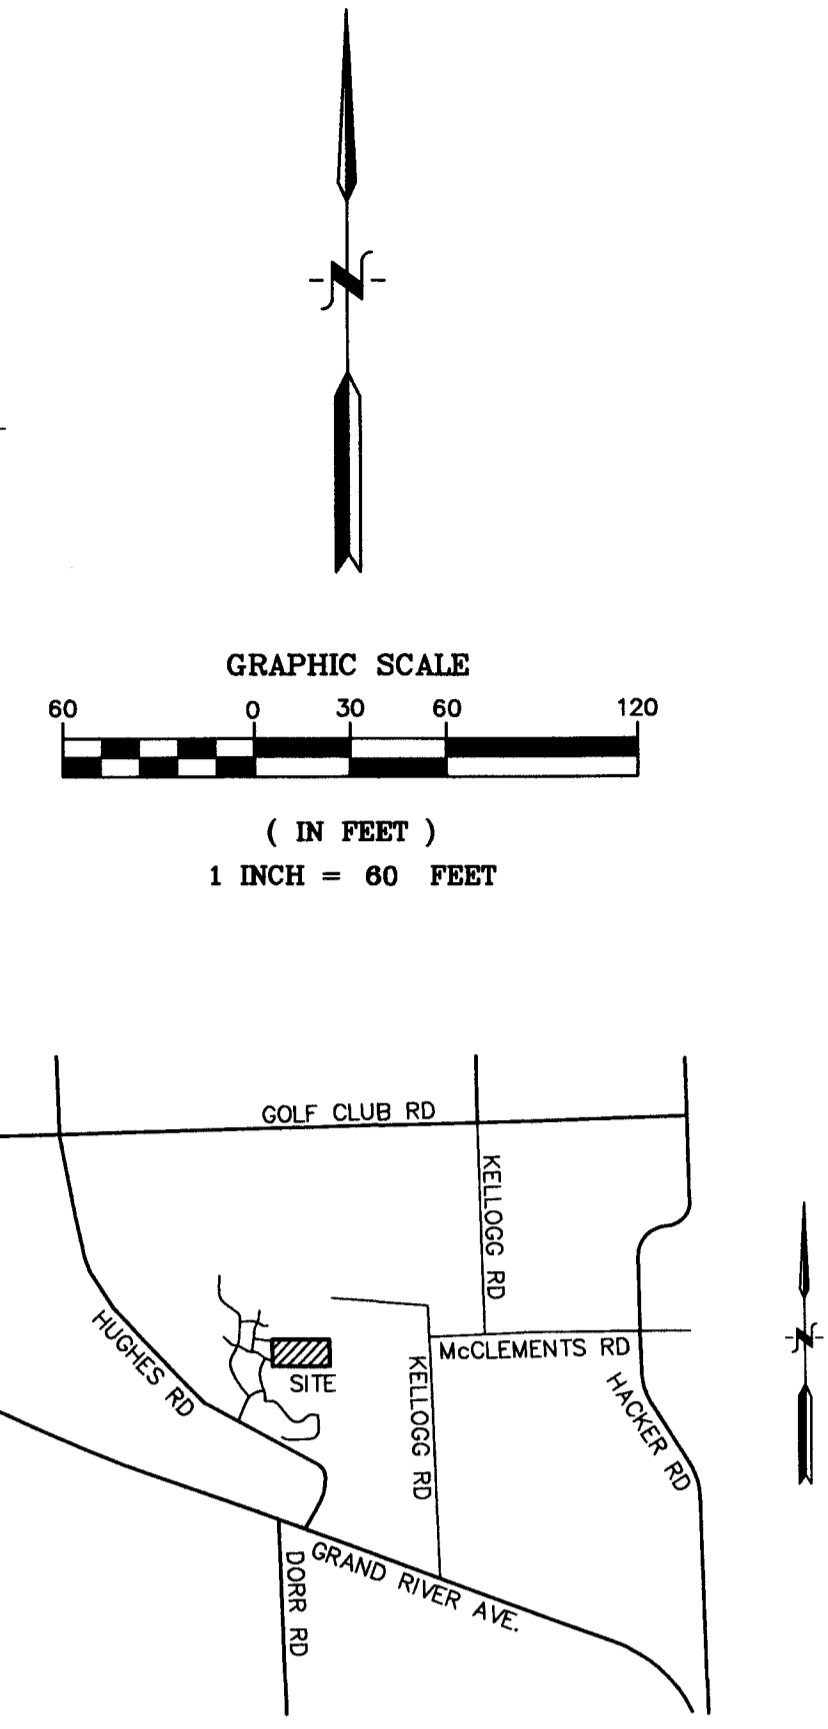 N
GRAPHIC SCALE
60 0 30 60 120
( IN FEET )
1 INCH = 60 FEET
GOLF CLUB RD
KELLOGG RD
HUGHES RD
SITE
McCLEMENTS RD
KELLOGG RD
HACKER RD
N
GRAND RIVER AVE.
DORR RD